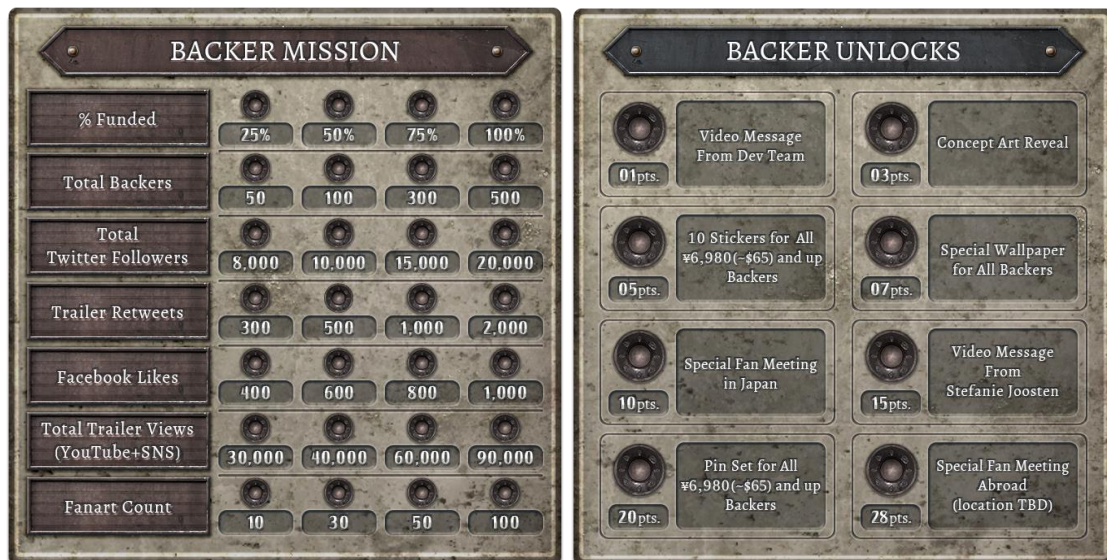 BACKER MISSION
% Funded
25% 50% 75% 100%
Total Backers
50 100 300 500
Total
Twitter Followers
8,000 10,000 15,000 20,000
Trailer Retweets
300 500 1,000 2,000
Facebook Likes
400 600 800 1,000
Total Trailer Views
(YouTube+SNS)
30,000 40,000 60,000 90,000
Fanart Count
10 30 50 100
BACKER UNLOCKS
Video Message
From Dev Team
01pts.
Concept Art Reveal
03pts.
10 Stickers for All
¥6,980(~$65) and up
Backers
05pts.
Special Wallpaper
for All Backers
07pts.
Special Fan Meeting
in Japan
10pts.
Video Message
From
Stefanie Joosten
15pts.
Pin Set for All
¥6,980(~$65) and up
Backers
20pts.
Special Fan Meeting
Abroad
(location TBD)
28pts.